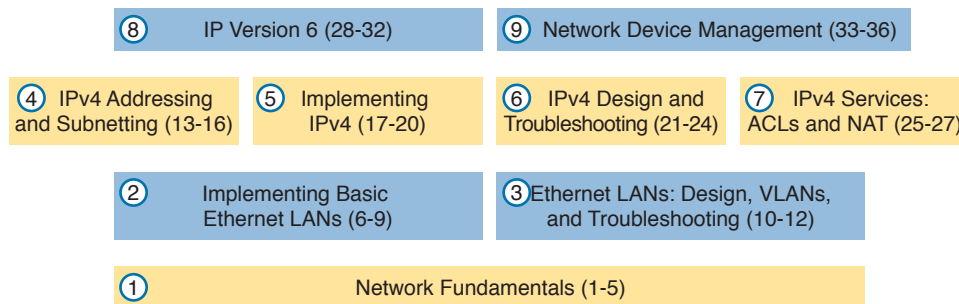 8 IP Version 6 (28-32)
9 Network Device Management (33-36)
4 IPv4 Addressing
and Subnetting (13-16)
5 Implementing
IPv4 (17-20)
6 IPv4 Design and
Troubleshooting (21-24)
7 IPv4 Services:
ACLs and NAT (25-27)
2 Implementing Basic
Ethernet LANs (6-9)
3 Ethernet LANs: Design, VLANs,
and Troubleshooting (10-12)
1 Network Fundamentals (1-5)